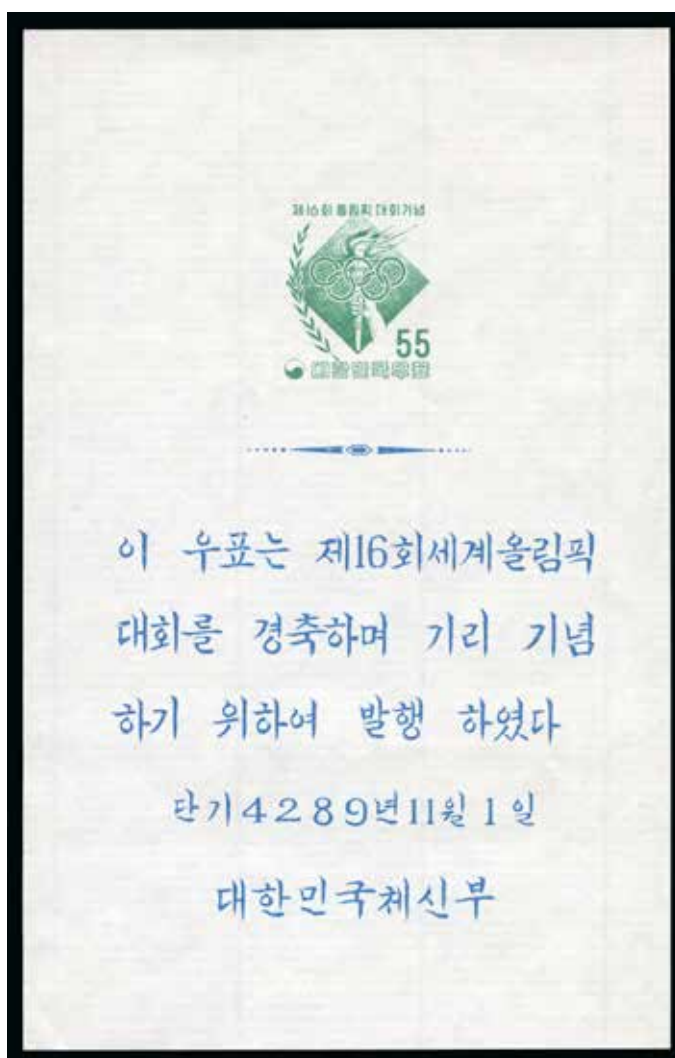 제16회 올림픽 대회기념
55
대한민국우표
이 우표는 제16회세계올림픽
대회를 경축하며 기리 기념
하기 위하여 발행 하였다
단기4289년11월1일
대한민국체신부